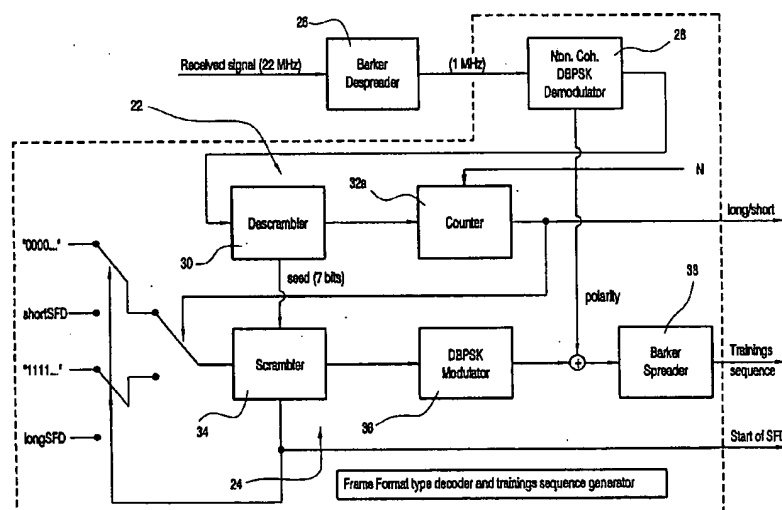 26
28
Received signal (22 MHz)
Barker
Despreader
(1 MHz)
Non. Coh.
DBPSK
Demodulator
22
32a
N
Descrambler
30
Counter
long/short
"0000..."
seed (7 bits)
shortSFD
polarity
38
"1111..."
Scrambler
34
DBPSK
Modulator
36
Barker
Spreader
Trainings
sequence
longSFD
24
Start of SFD
Frame Format type decoder and trainings sequence generator